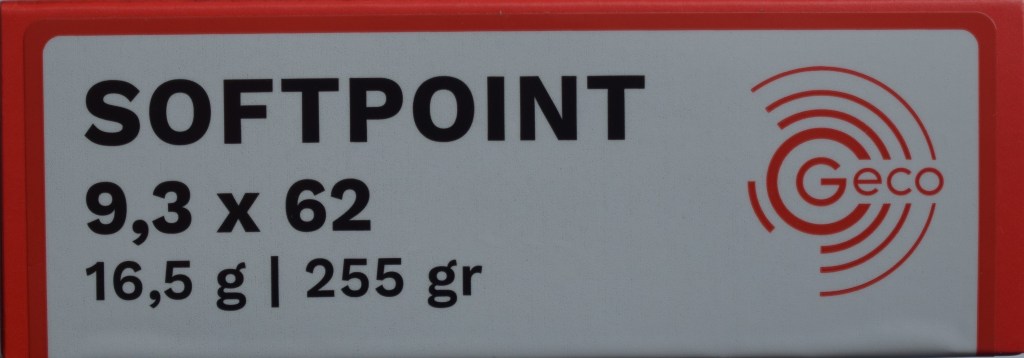 SOFTPOINT
9,3 x 62
16,5 g | 255 gr
Geco